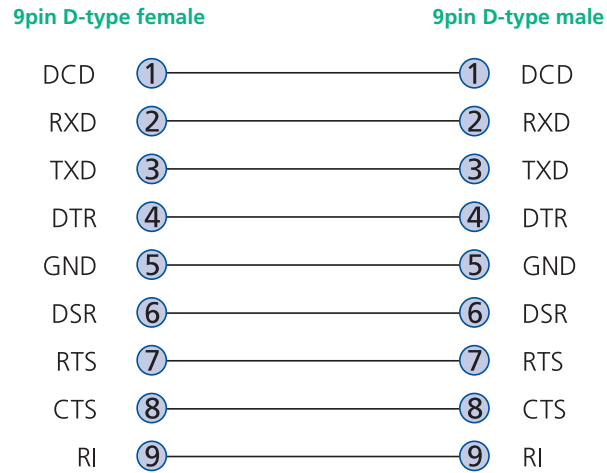 9pin D-type female 9pin D-type male
DCD 1 1 DCD
RXD 2 2 RXD
TXD 3 3 TXD
DTR 4 4 DTR
GND 5 5 GND
DSR 6 6 DSR
RTS 7 7 RTS
CTS 8 8 CTS
RI 9 9 RI